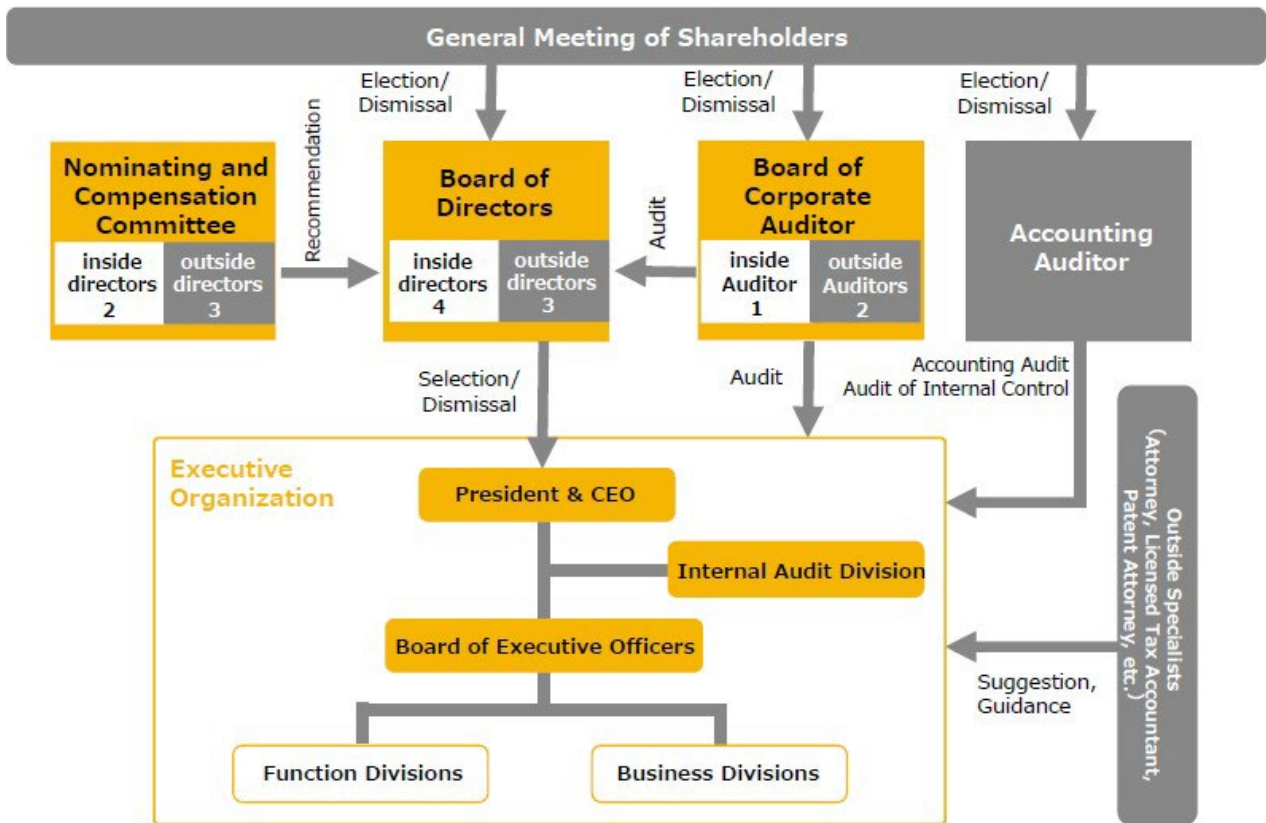 General Meeting of Shareholders
Election/
Dismissal
Election/
Dismissal
Election/
Dismissal
Nominating and
Compensation
Committee
inside
directors
2
outside
directors
3
Recommendation
Board of
Directors
inside
directors
4
outside
directors
3
Audit
Board of
Corporate
Auditor
inside
Auditor
1
outside
Auditors
2
Accounting
Auditor
Selection/
Dismissal
Audit
Accounting Audit
Audit of Internal Control
Executive
Organization
President & CEO
Internal Audit Division
Board of Executive Officers
Function Divisions
Business Divisions
Suggestion,
Guidance
Outside Specialists
(Attorney, Licensed Tax Accountant,
Patent Attorney, etc.)